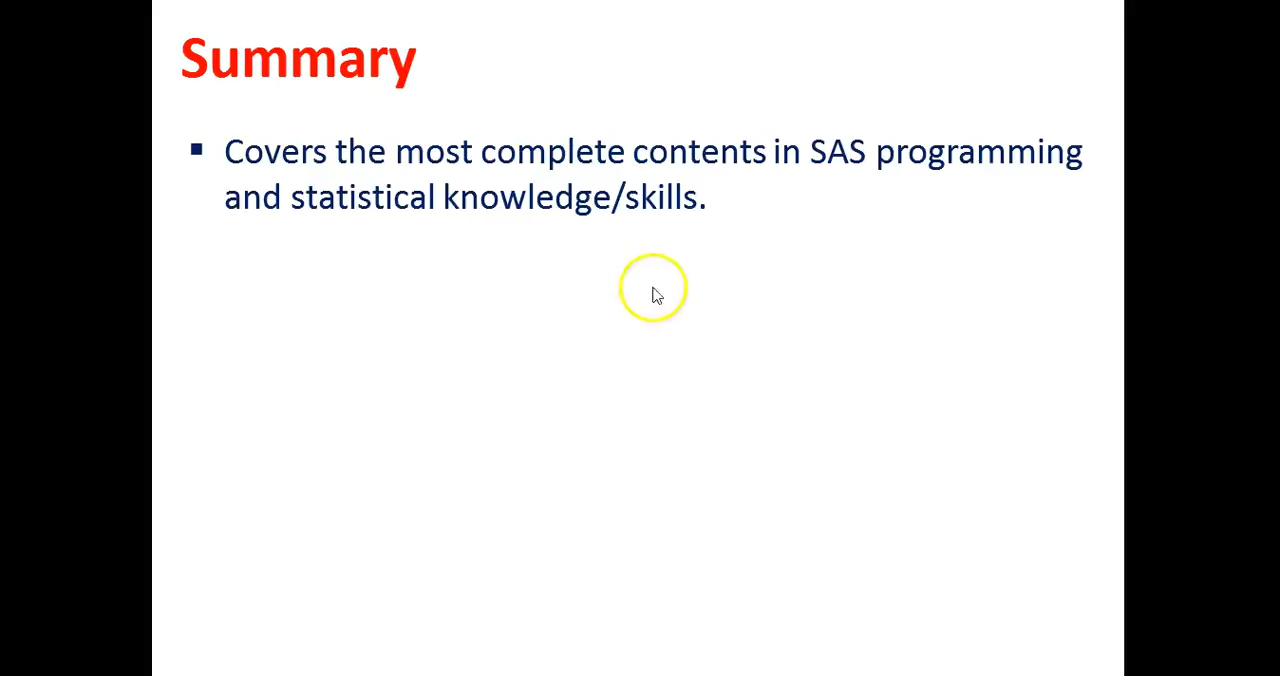 Summary
▪ Covers the most complete contents in SAS programming
and statistical knowledge/skills.